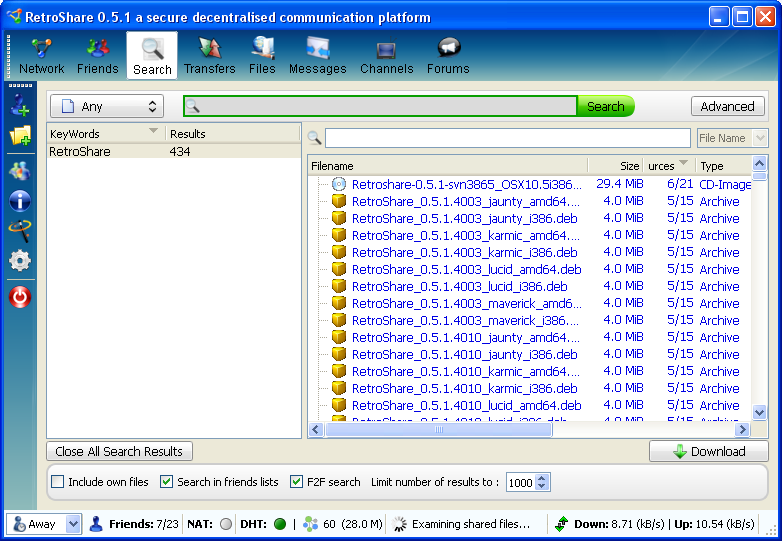 RetroShare 0.5.1 a secure decentralised communication platform
Network Friends Search Transfers Files Messages Channels Forums
Any Search Advanced
KeyWords Results
RetroShare 434
File Name
Filename Size urces Type
Retroshare-0.5.1-svn3865_OSX10.5i386... 29.4 MiB 6/21 CD-Image
RetroShare_0.5.1.4003_jaunty_amd64.... 4.0 MiB 5/15 Archive
RetroShare_0.5.1.4003_jaunty_i386.deb 4.0 MiB 5/15 Archive
RetroShare_0.5.1.4003_karmic_amd64.... 4.0 MiB 5/15 Archive
RetroShare_0.5.1.4003_karmic_i386.deb 4.0 MiB 5/15 Archive
RetroShare_0.5.1.4003_lucid_amd64.deb 4.0 MiB 5/15 Archive
RetroShare_0.5.1.4003_lucid_i386.deb 4.0 MiB 5/15 Archive
RetroShare_0.5.1.4003_maverick_amd6... 4.0 MiB 5/15 Archive
RetroShare_0.5.1.4003_maverick_i386.... 4.0 MiB 5/15 Archive
RetroShare_0.5.1.4010_jaunty_amd64.... 4.0 MiB 5/15 Archive
RetroShare_0.5.1.4010_jaunty_i386.deb 4.0 MiB 5/15 Archive
RetroShare_0.5.1.4010_karmic_amd64.... 4.0 MiB 5/15 Archive
RetroShare_0.5.1.4010_karmic_i386.deb 4.0 MiB 5/15 Archive
RetroShare_0.5.1.4010_lucid_amd64.deb 4.0 MiB 5/15 Archive
RetroShare_0.5.1.4010_lucid_i386.deb 4.0 MiB 5/15 Archive
Close All Search Results Download
Include own files Search in friends lists F2F search Limit number of results to : 1000
Away Friends: 7/23 NAT: DHT: 60 (28.0 M) Examining shared files... Down: 8.71 (kB/s) | Up: 10.54 (kB/s)